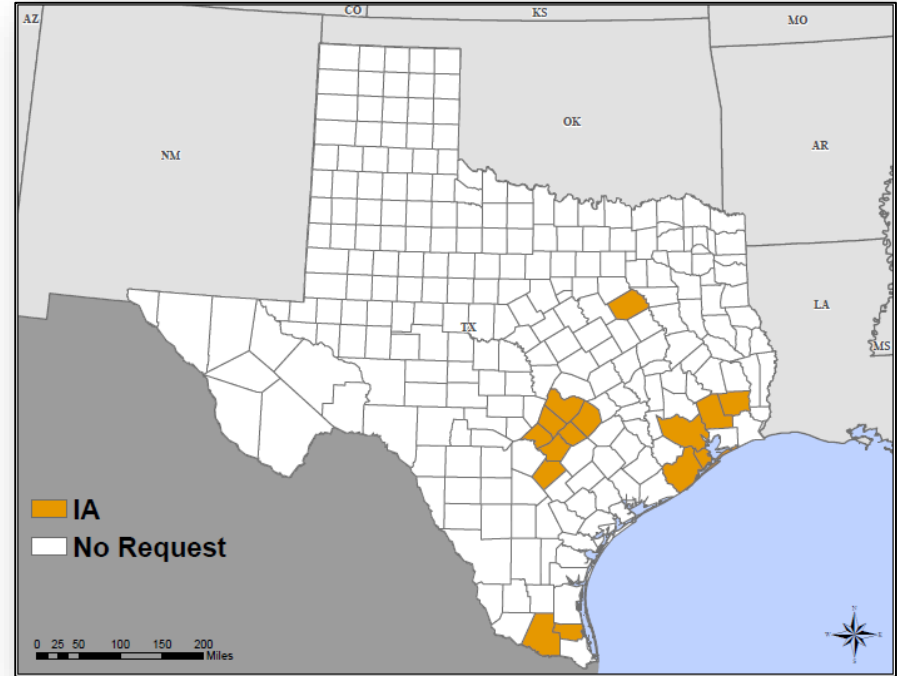 AZ
CO
KS
MO
OK
AR
NM
LA
TX
MS
IA
No Request
0 25 50 100 150 200
Miles
N
W E
S